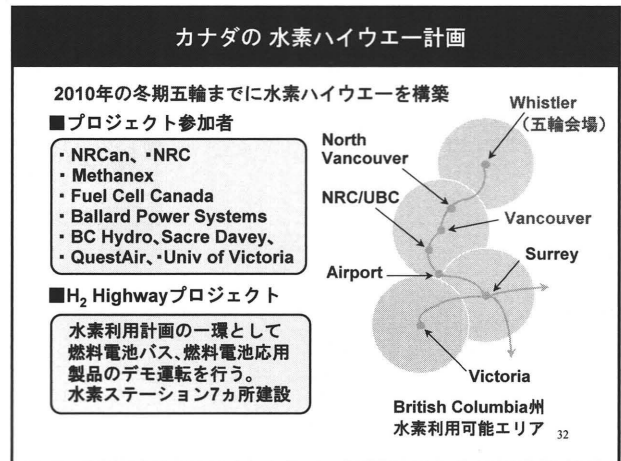 カナダの 水素ハイウエー計画
2010年の冬期五輪までに水素ハイウエーを構築
■プロジェクト参加者
・NRCan、・NRC
・Methanex
・Fuel Cell Canada
・Ballard Power Systems
・BC Hydro、Sacre Davey、
・QuestAir、・Univ of Victoria
■H₂ Highwayプロジェクト
水素利用計画の一環として
燃料電池バス、燃料電池応用
製品のデモ運転を行う。
水素ステーション7ヵ所建設
Whistler
（五輪会場）
North
Vancouver
NRC/UBC
Vancouver
Surrey
Airport
Victoria
British Columbia州
水素利用可能エリア
32